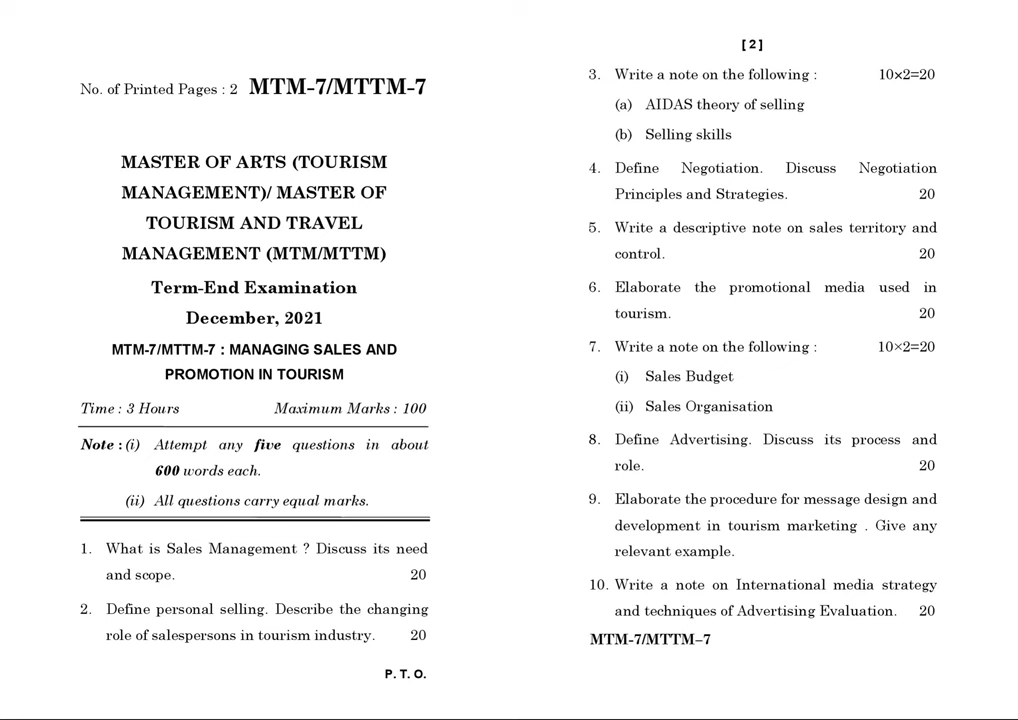 No. of Printed Pages : 2 MTM-7/MTTM-7
MASTER OF ARTS (TOURISM
MANAGEMENT)/ MASTER OF
TOURISM AND TRAVEL
MANAGEMENT (MTM/MTTM)
Term-End Examination
December, 2021
MTM-7/MTTM-7 : MANAGING SALES AND
PROMOTION IN TOURISM
Time : 3 Hours Maximum Marks : 100
Note : (i) Attempt any five questions in about
600 words each.
(ii) All questions carry equal marks.
1. What is Sales Management ? Discuss its need
and scope. 20
2. Define personal selling. Describe the changing
role of salespersons in tourism industry. 20
P. T. O.
[ 2 ]
3. Write a note on the following : 10×2=20
(a) AIDAS theory of selling
(b) Selling skills
4. Define Negotiation. Discuss Negotiation
Principles and Strategies. 20
5. Write a descriptive note on sales territory and
control. 20
6. Elaborate the promotional media used in
tourism. 20
7. Write a note on the following : 10×2=20
(i) Sales Budget
(ii) Sales Organisation
8. Define Advertising. Discuss its process and
role. 20
9. Elaborate the procedure for message design and
development in tourism marketing . Give any
relevant example.
10. Write a note on International media strategy
and techniques of Advertising Evaluation. 20
MTM-7/MTTM–7